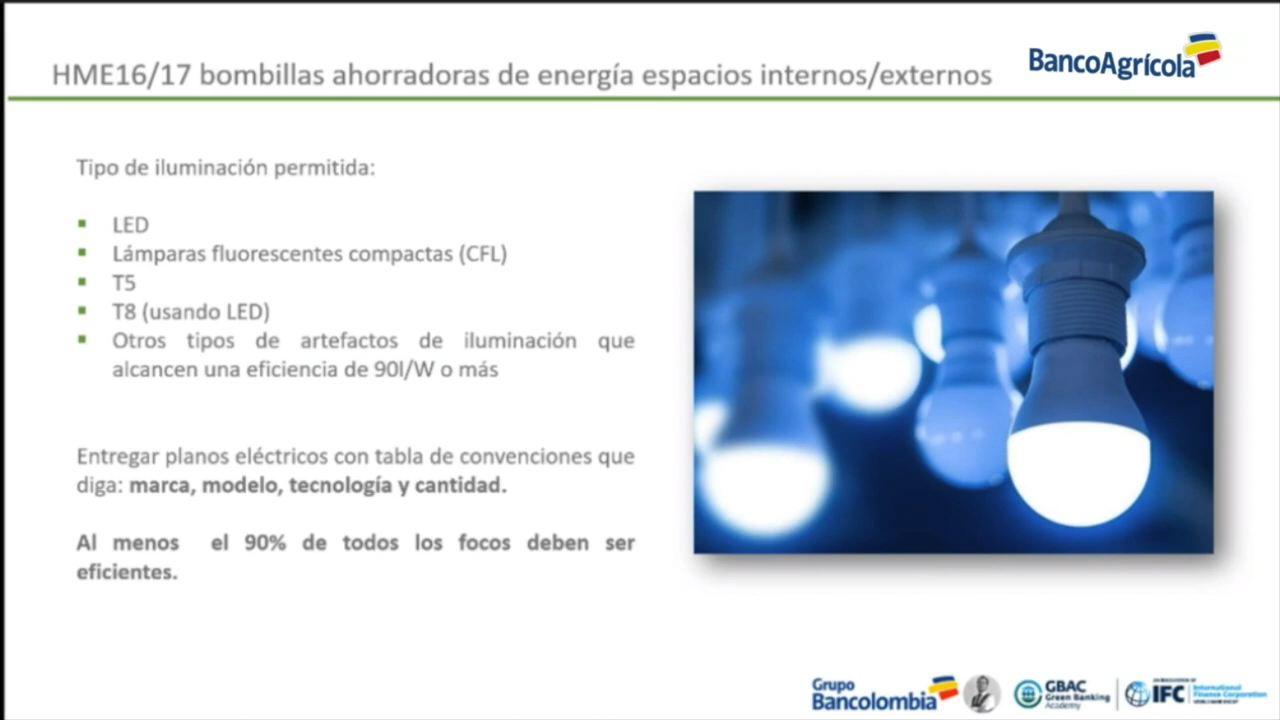 HME16/17 bombillas ahorradoras de energía espacios internos/externos
BancoAgrícola
Tipo de iluminación permitida:
LED
Lámparas fluorescentes compactas (CFL)
T5
T8 (usando LED)
Otros tipos de artefactos de iluminación que
alcancen una eficiencia de 90l/W o más
Entregar planos eléctricos con tabla de convenciones que
diga: marca, modelo, tecnología y cantidad.
Al menos el 90% de todos los focos deben ser
eficientes.
Grupo
Bancolombia
GBAC
Green Banking
Academy
IFC
International
Finance Corporation
WORLD BANK GROUP